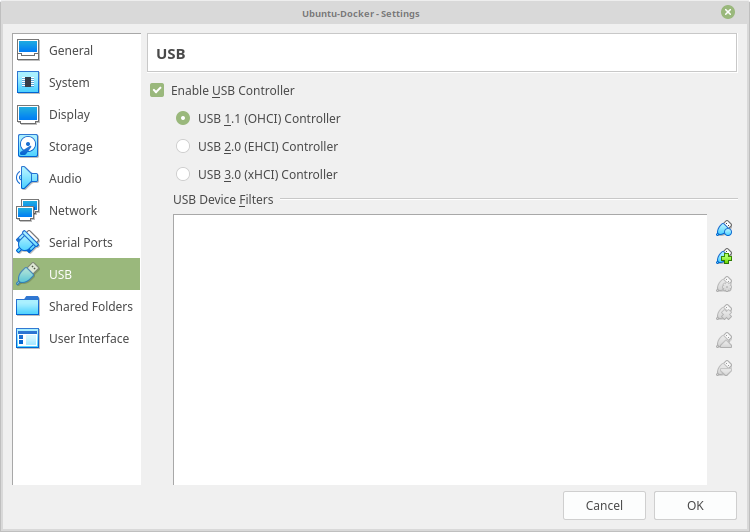 Ubuntu-Docker - Settings
General
System
Display
Storage
Audio
Network
Serial Ports
USB
Shared Folders
User Interface
USB
Enable USB Controller
USB 1.1 (OHCI) Controller
USB 2.0 (EHCI) Controller
USB 3.0 (xHCI) Controller
USB Device Filters
Cancel
OK